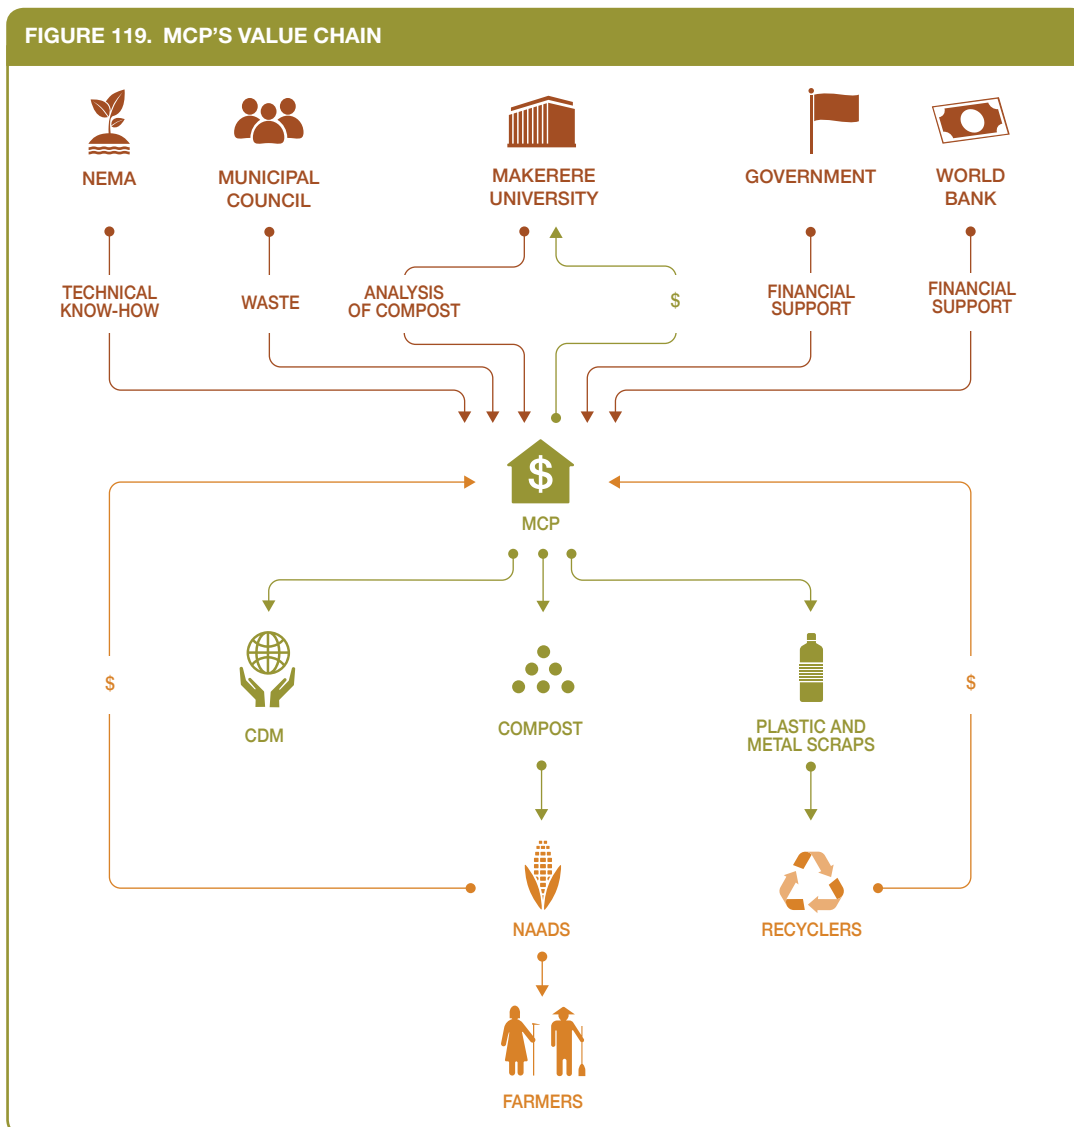 FIGURE 119. MCP'S VALUE CHAIN
NEMA
MUNICIPAL
COUNCIL
MAKERERE
UNIVERSITY
GOVERNMENT
WORLD
BANK
TECHNICAL
KNOW-HOW
WASTE
ANALYSIS
OF COMPOST
$
FINANCIAL
SUPPORT
FINANCIAL
SUPPORT
$
MCP
$
$
CDM
COMPOST
PLASTIC AND
METAL SCRAPS
NAADS
RECYCLERS
FARMERS